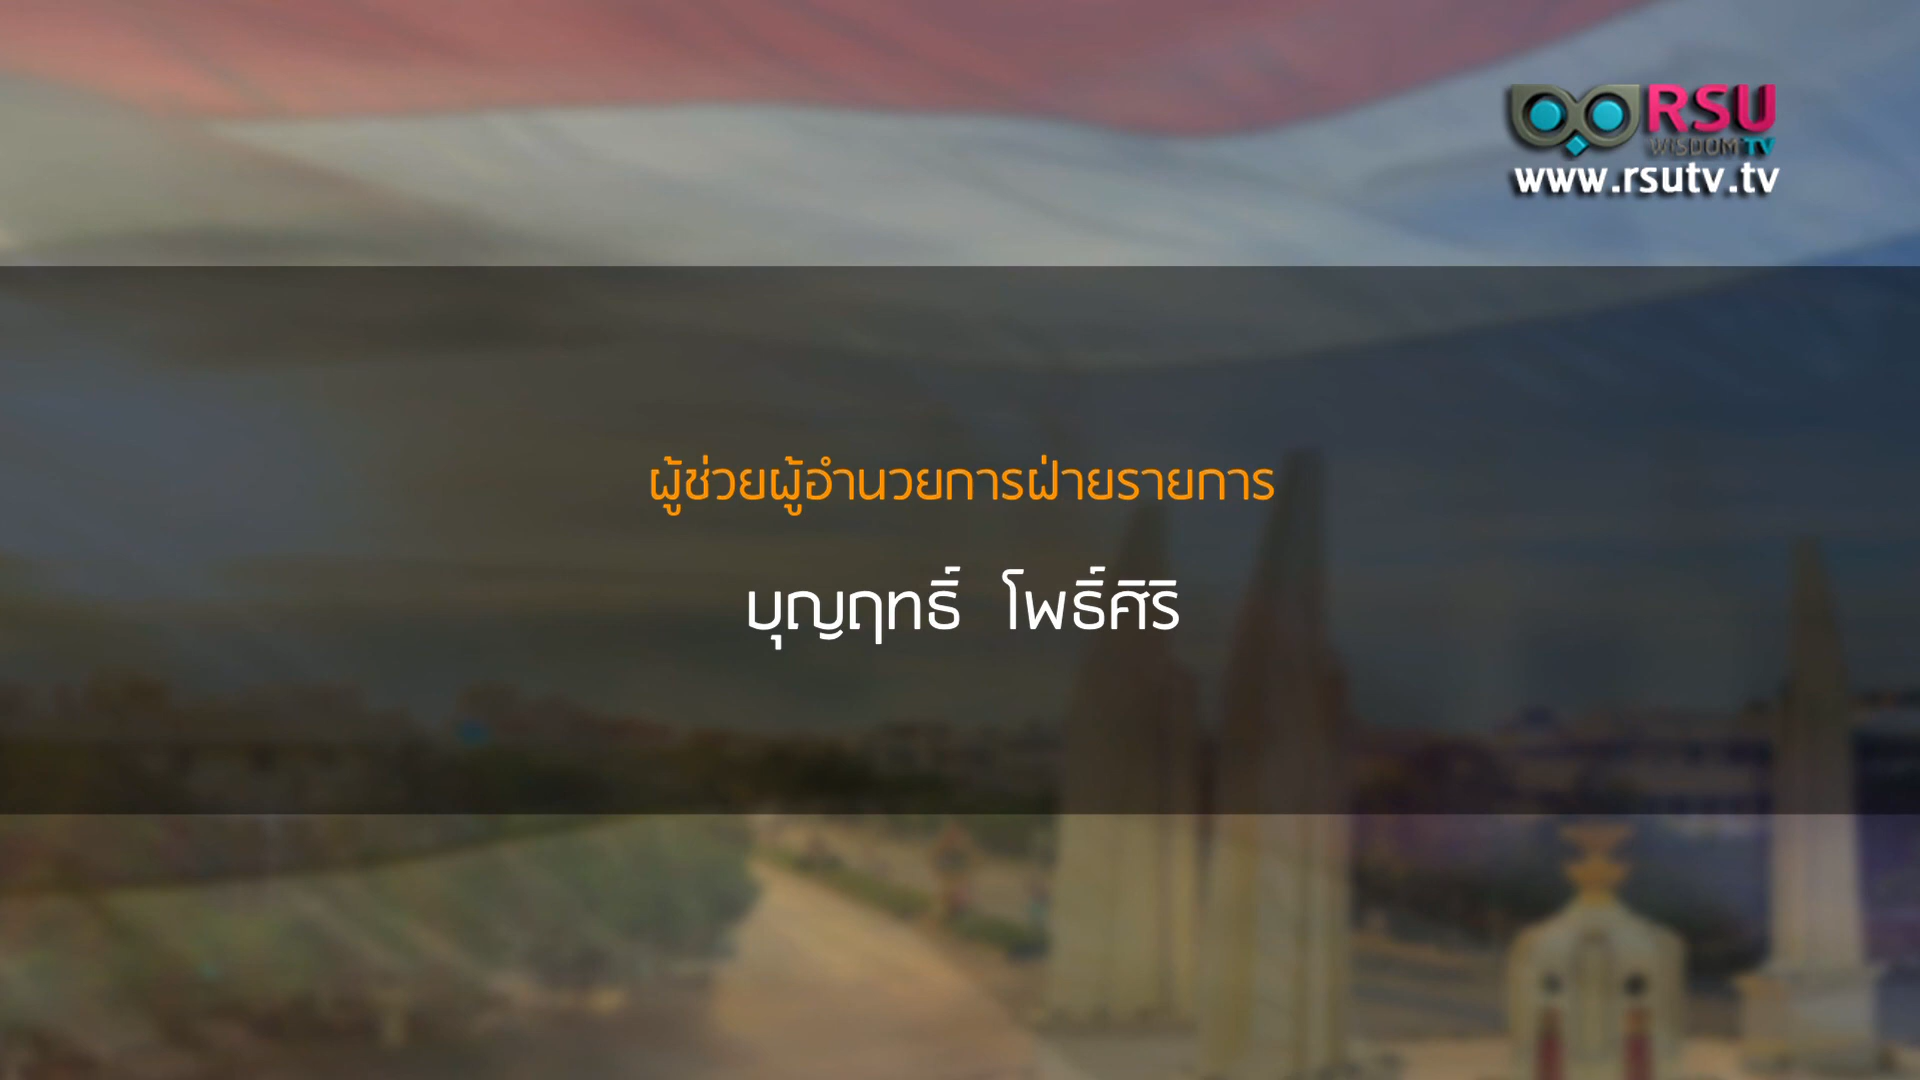 RSU
WISDOM TV
www.rsutv.tv
ผู้ช่วยผู้อำนวยการฝ่ายรายการ
บุญฤทธิ์ โพธิ์ศิริ